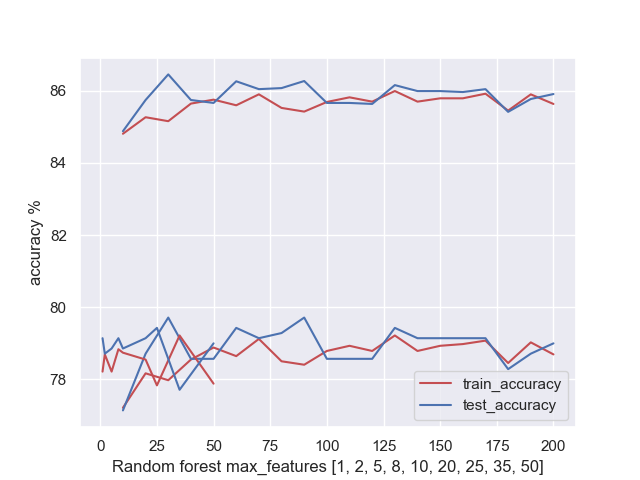 86
84
82
80
78
accuracy %
train_accuracy
test_accuracy
0 25 50 75 100 125 150 175 200
Random forest max_features [1, 2, 5, 8, 10, 20, 25, 35, 50]